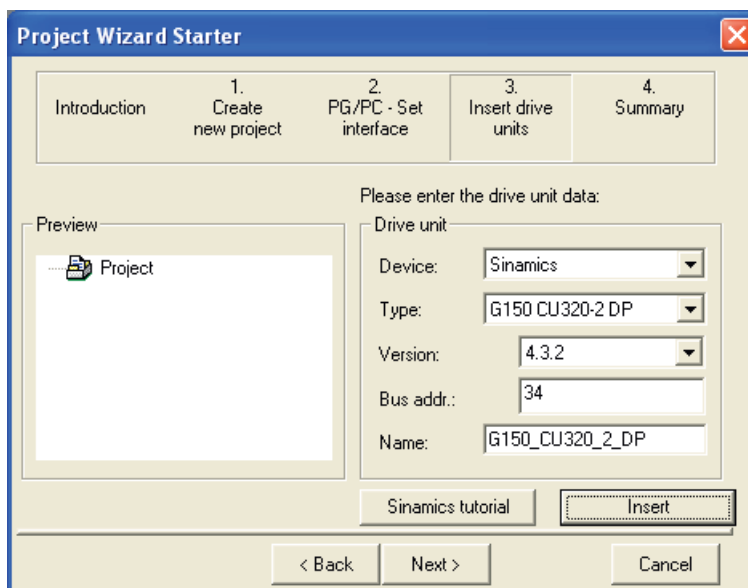 Project Wizard Starter
Introduction
1.
Create
new project
2.
PG/PC - Set
interface
3.
Insert drive
units
4.
Summary
Please enter the drive unit data:
Preview
Project
Drive unit
Device: Sinamics
Type: G150 CU320-2 DP
Version: 4.3.2
Bus addr.: 34
Name: G150_CU320_2_DP
Sinamics tutorial Insert
< Back Next > Cancel